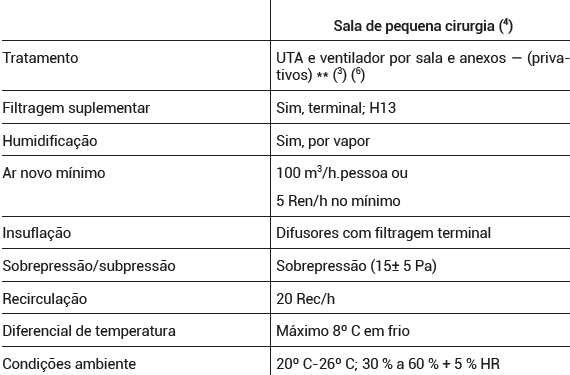 Sala de pequena cirurgia (⁴)
Tratamento UTA e ventilador por sala e anexos — (priva-
tivos) ** (³) (⁶)
Filtragem suplementar Sim, terminal; H13
Humidificação Sim, por vapor
Ar novo mínimo 100 m³/h.pessoa ou
5 Ren/h no mínimo
Insuflação Difusores com filtragem terminal
Sobrepressão/subpressão Sobrepressão (15± 5 Pa)
Recirculação 20 Rec/h
Diferencial de temperatura Máximo 8º C em frio
Condições ambiente 20º C-26º C; 30 % a 60 % + 5 % HR